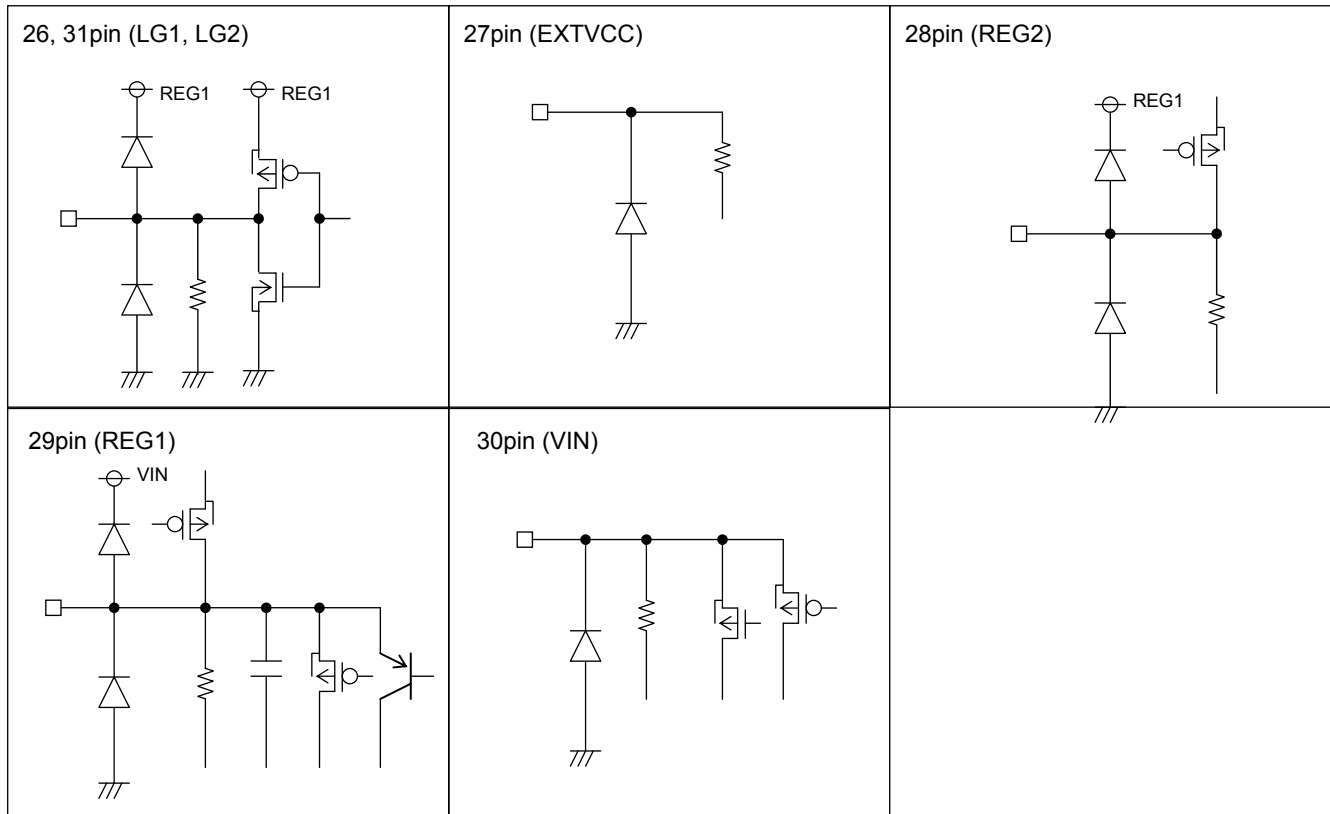 26, 31pin (LG1, LG2)
27pin (EXTVCC)
28pin (REG2)
REG1
REG1
REG1
29pin (REG1)
30pin (VIN)
VIN